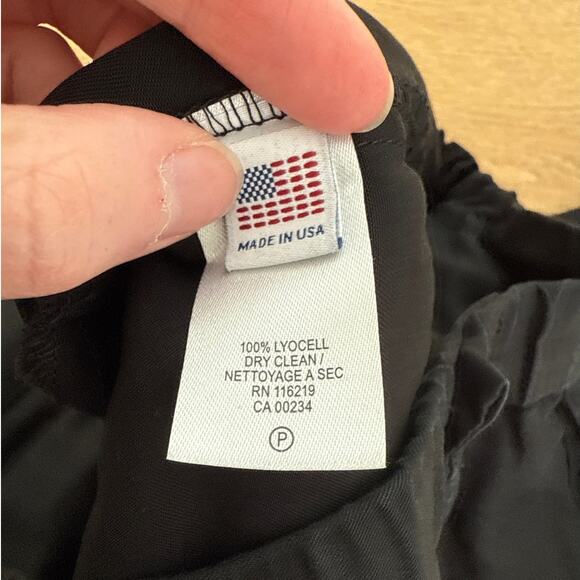 MADE IN USA
100% LYOCELL
DRY CLEAN /
NETTOYAGE A SEC
RN 116219
CA 00234
P